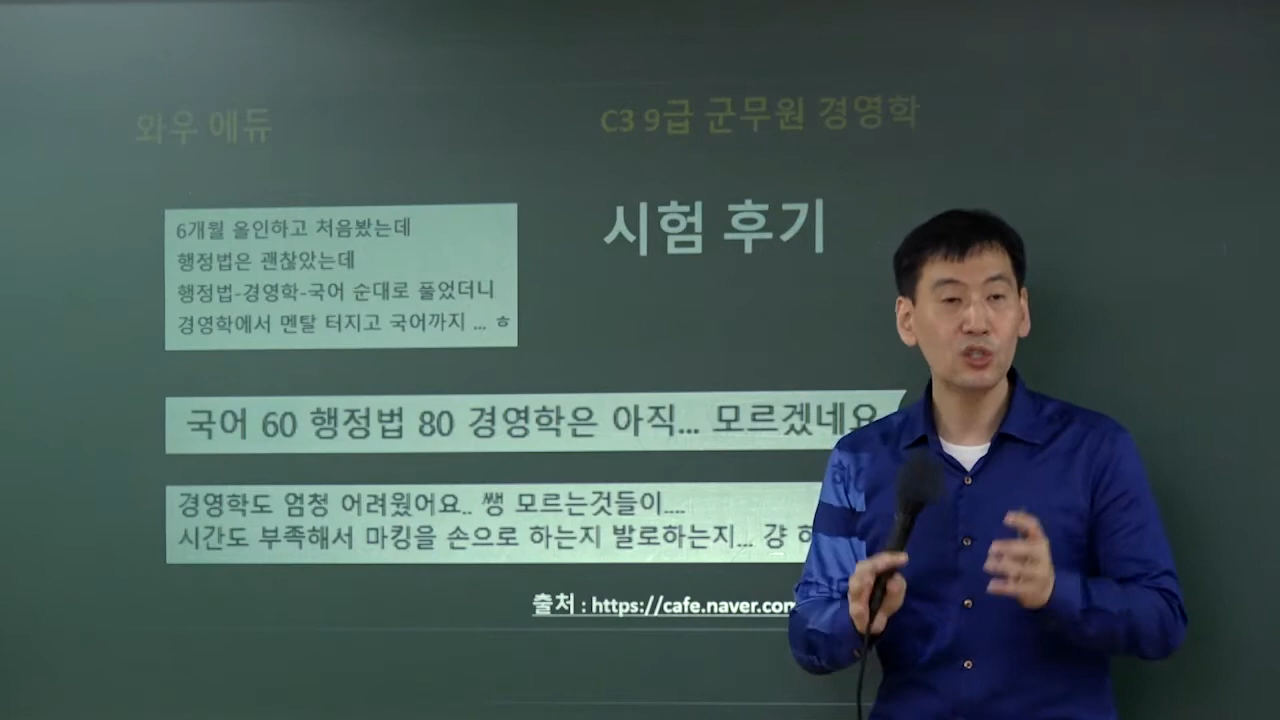 와우 에듀
C3 9급 군무원 경영학
시험 후기
6개월 올인하고 처음봤는데
행정법은 괜찮았는데
행정법-경영학-국어 순대로 풀었더니
경영학에서 멘탈 터지고 국어까지 ... ㅎ
국어 60 행정법 80 경영학은 아직... 모르겠네요
경영학도 엄청 어려웠어요.. 쌩 모르는것들이....
시간도 부족해서 마킹을 손으로 하는지 발로하는지... 걍
출처 : https://cafe.naver.com